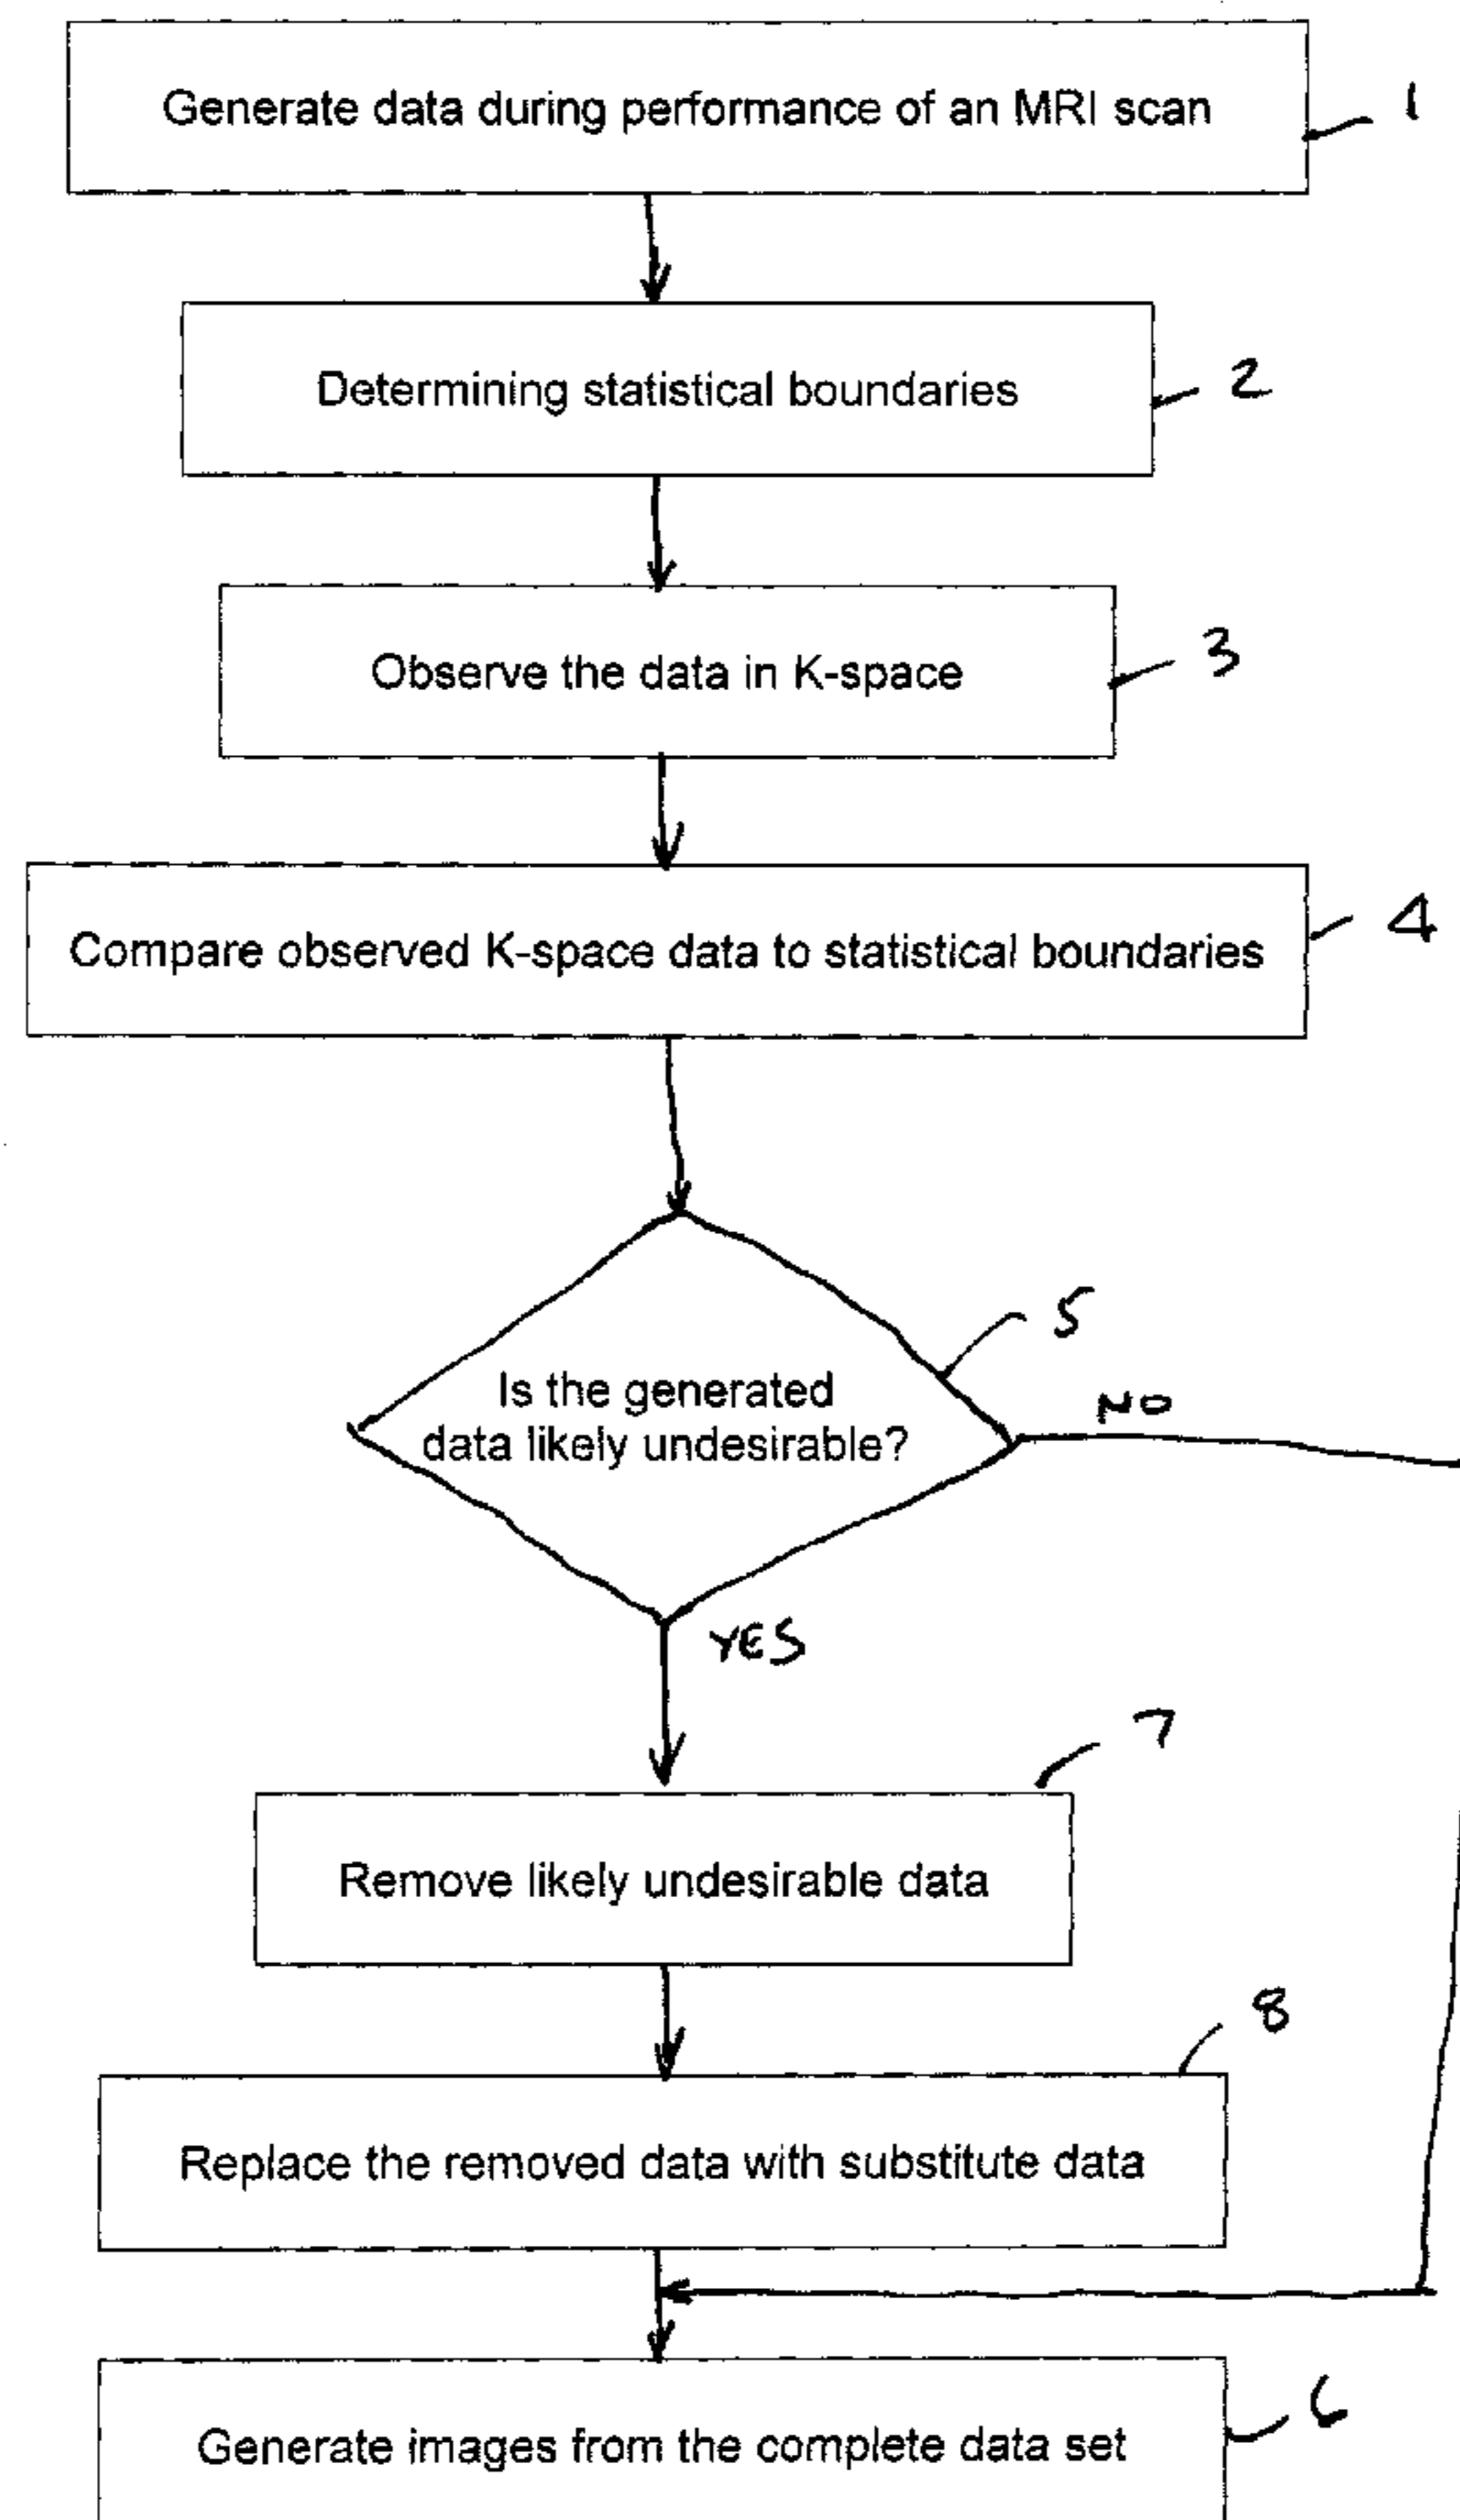 Generate data during performance of an MRI scan
1
Determining statistical boundaries
2
Observe the data in K-space
3
Compare observed K-space data to statistical boundaries
4
5
Is the generated
data likely undesirable?
NO
YES
7
Remove likely undesirable data
8
Replace the removed data with substitute data
Generate images from the complete data set
6